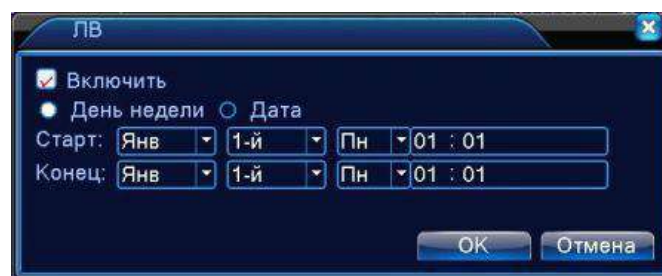 ЛВ
Включить
День недели Дата
Старт: Янв 1-й Пн 01 : 01
Конец: Янв 1-й Пн 01 : 01
OK Отмена